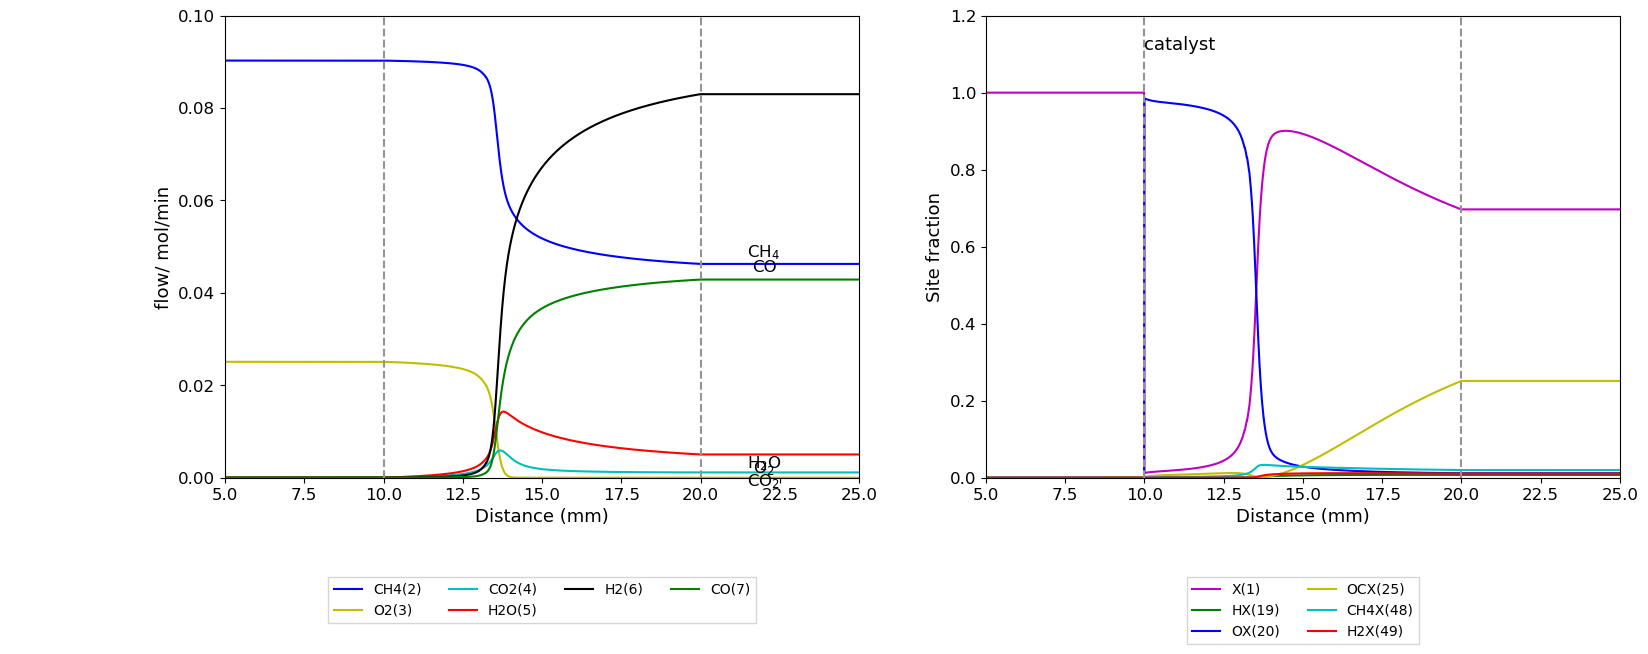 0.10
0.08
0.06
0.04
0.02
0.00
flow/ mol/min
CH4
CO
H2O
O2
CO2
5.0 7.5 10.0 12.5 15.0 17.5 20.0 22.5 25.0
Distance (mm)
CH4(2) CO2(4) H2(6) CO(7)
O2(3) H2O(5)
1.2
1.0
0.8
0.6
0.4
0.2
0.0
Site fraction
catalyst
5.0 7.5 10.0 12.5 15.0 17.5 20.0 22.5 25.0
Distance (mm)
X(1) OCX(25)
HX(19) CH4X(48)
OX(20) H2X(49)